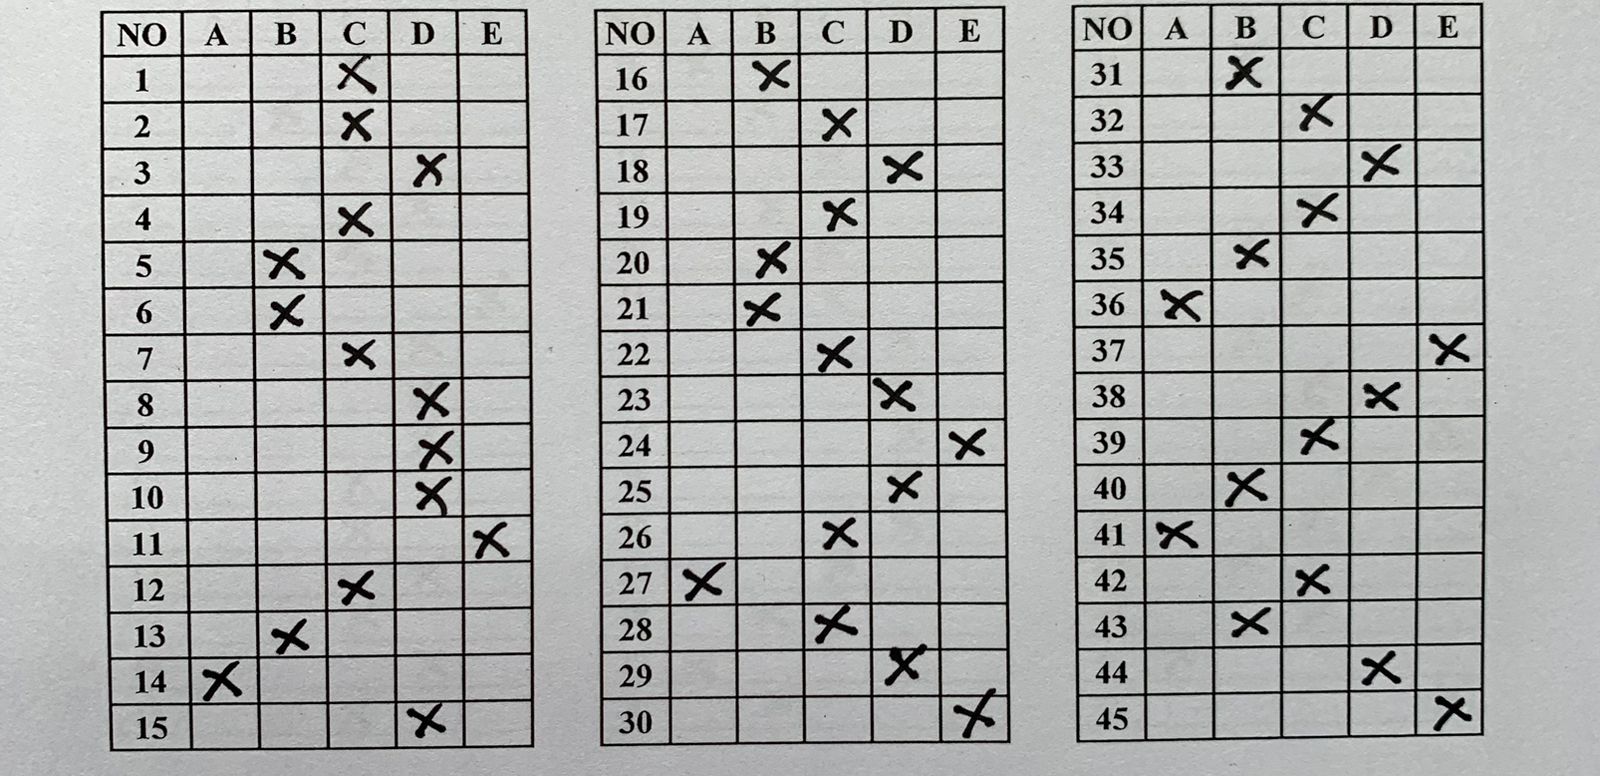 NO A B C D E
1 X
2 X
3 X
4 X
5 X
6 X
7 X
8 X
9 X
10 X
11 X
12 X
13 X
14 X
15 X
NO A B C D E
16 X
17 X
18 X
19 X
20 X
21 X
22 X
23 X
24 X
25 X
26 X
27 X
28 X
29 X
30 X
NO A B C D E
31 X
32 X
33 X
34 X
35 X
36 X
37 X
38 X
39 X
40 X
41 X
42 X
43 X
44 X
45 X